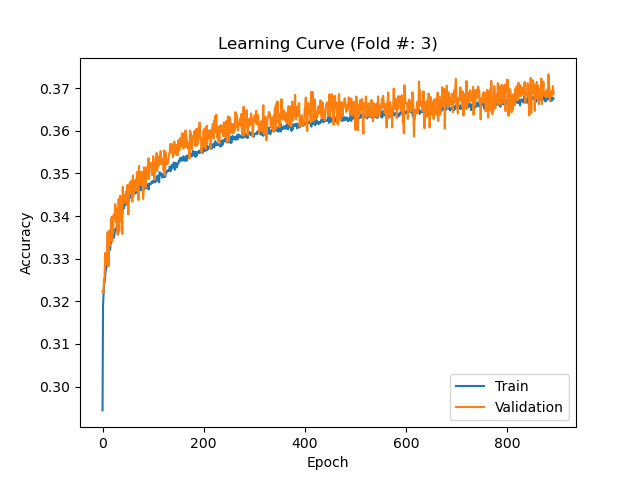 Learning Curve (Fold #: 3)
0.37
0.36
0.35
0.34
0.33
0.32
0.31
0.30
Accuracy
0 200 400 600 800
Epoch
Train
Validation